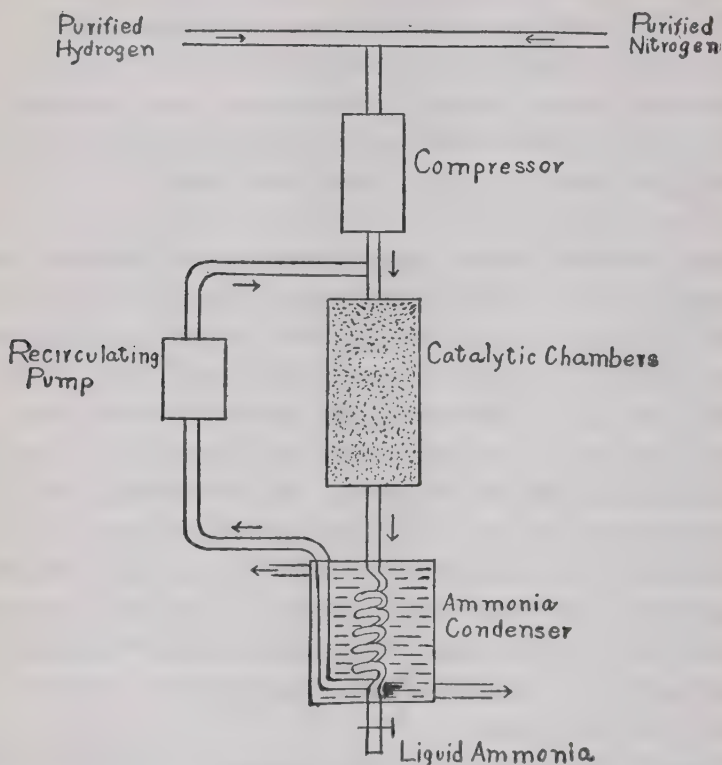 Purified
Hydrogen
Purified
Nitrogen
Compressor
Recirculating
Pump
Catalytic Chambers
Ammonia
Condenser
Liquid Ammonia